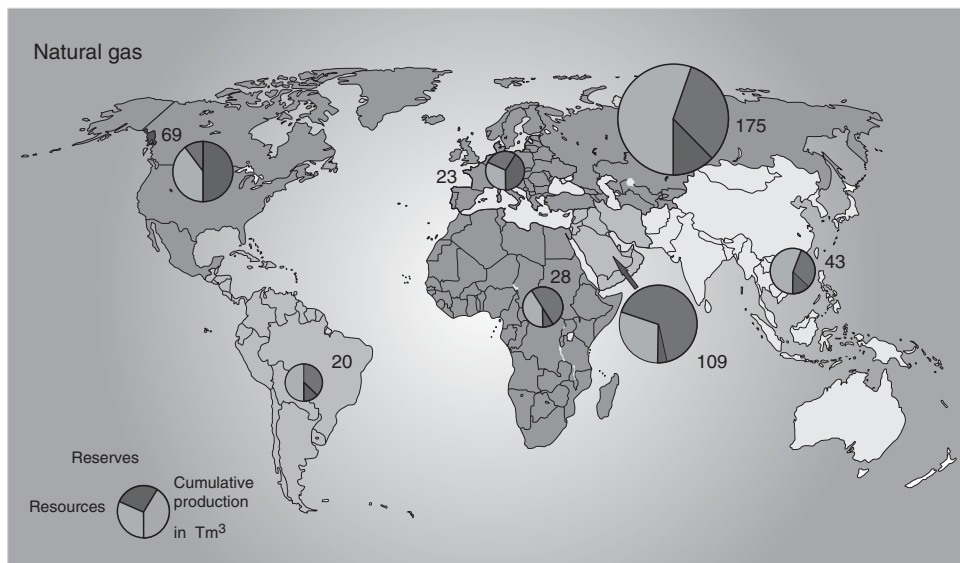 Natural gas
69
175
23
43
28
109
20
Reserves
Cumulative
production
Resources
in Tm³